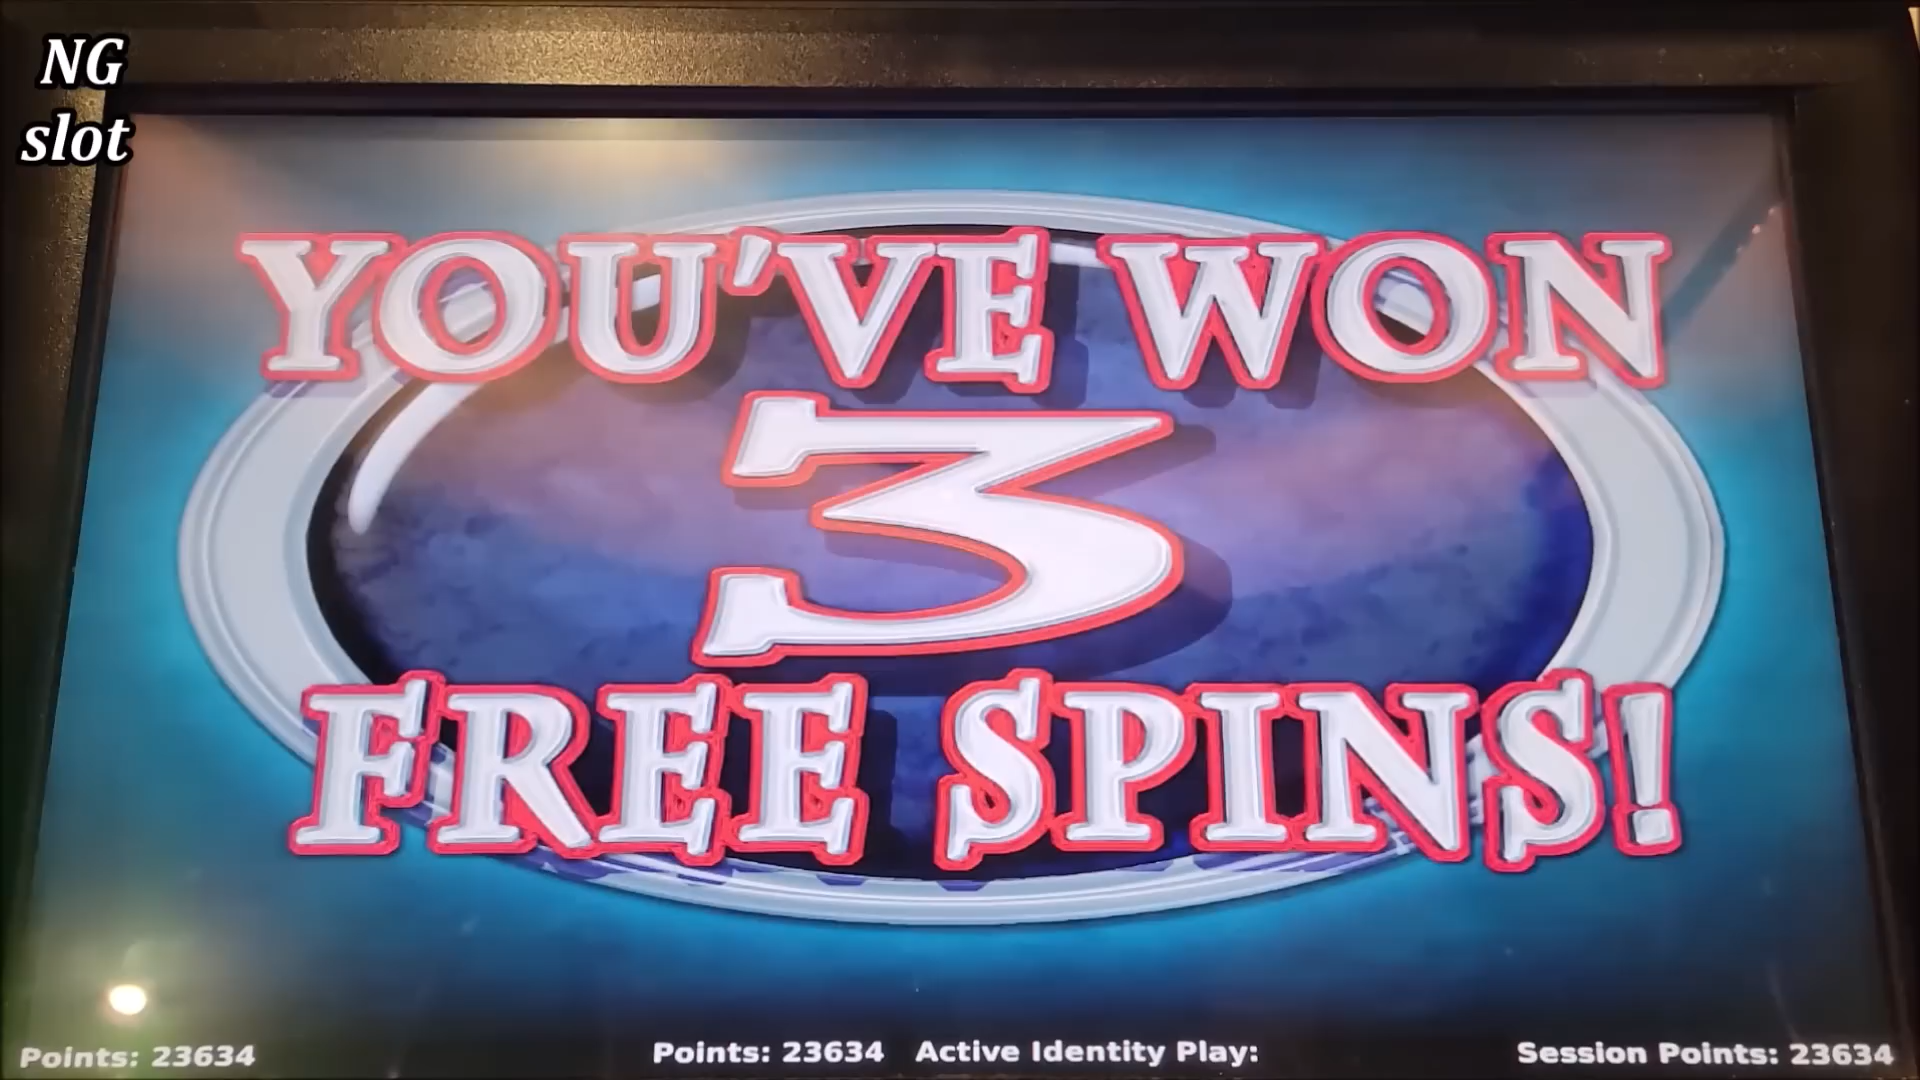 NG
slot
YOU'VE WON
3
FREE SPINS!
Points: 23634
Points: 23634 Active Identity Play:
Session Points: 23634